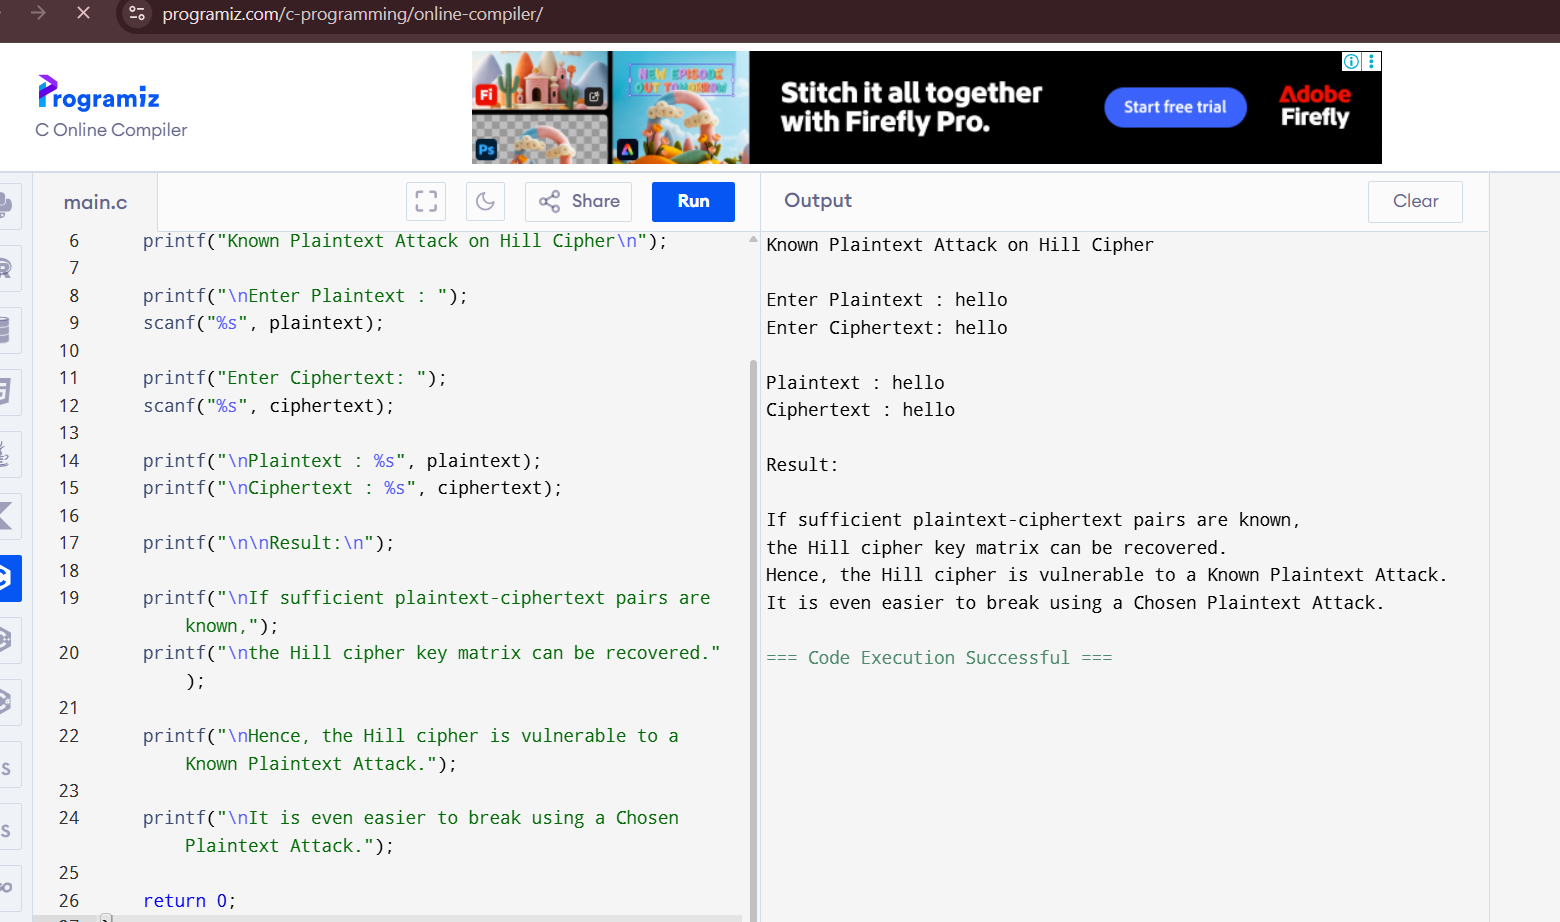 programiz.com/c-programming/online-compiler/
Programiz
C Online Compiler
Fi
Ps
NEW EPISODE
OUT TOMORROW
Stitch it all together
with Firefly Pro.
Start free trial
Adobe
Firefly
main.c
Share
Run
Output
Clear
6 printf("Known Plaintext Attack on Hill Cipher\n");
7
8 printf("\nEnter Plaintext : ");
9 scanf("%s", plaintext);
10
11 printf("Enter Ciphertext: ");
12 scanf("%s", ciphertext);
13
14 printf("\nPlaintext : %s", plaintext);
15 printf("\nCiphertext : %s", ciphertext);
16
17 printf("\n\nResult:\n");
18
19 printf("\nIf sufficient plaintext-ciphertext pairs are
known,");
20 printf("\nthe Hill cipher key matrix can be recovered."
);
21
22 printf("\nHence, the Hill cipher is vulnerable to a
Known Plaintext Attack.");
23
24 printf("\nIt is even easier to break using a Chosen
Plaintext Attack.");
25
26 return 0;
Known Plaintext Attack on Hill Cipher
Enter Plaintext : hello
Enter Ciphertext: hello
Plaintext : hello
Ciphertext : hello
Result:
If sufficient plaintext-ciphertext pairs are known,
the Hill cipher key matrix can be recovered.
Hence, the Hill cipher is vulnerable to a Known Plaintext Attack.
It is even easier to break using a Chosen Plaintext Attack.
=== Code Execution Successful ===